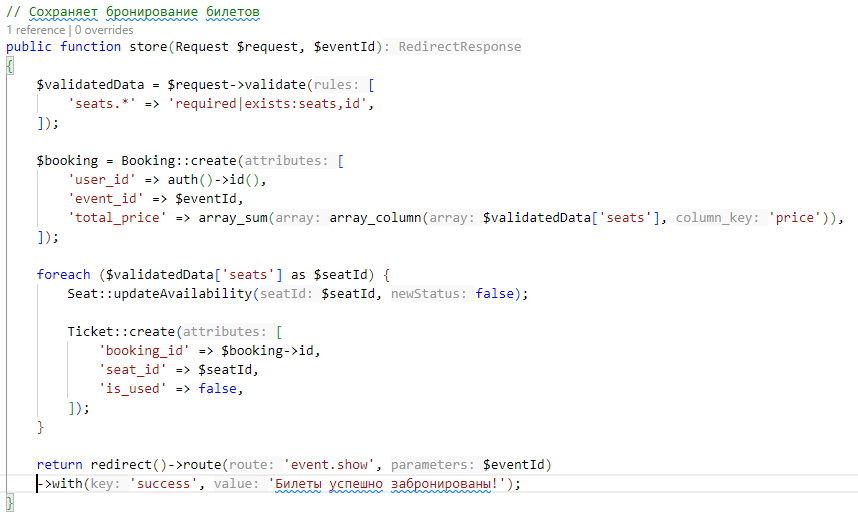 // Сохраняет бронирование билетов
1 reference | 0 overrides
public function store(Request $request, $eventId): RedirectResponse
{
    $validatedData = $request->validate(rules: [
        'seats.*' => 'required|exists:seats,id',
    ]);

    $booking = Booking::create(attributes: [
        'user_id' => auth()->id(),
        'event_id' => $eventId,
        'total_price' => array_sum(array: array_column(array: $validatedData['seats'], column_key: 'price')),
    ]);

    foreach ($validatedData['seats'] as $seatId) {
        Seat::updateAvailability(seatId: $seatId, newStatus: false);

        Ticket::create(attributes: [
            'booking_id' => $booking->id,
            'seat_id' => $seatId,
            'is_used' => false,
        ]);
    }

    return redirect()->route(route: 'event.show', parameters: $eventId)
    ->with(key: 'success', value: 'Билеты успешно забронированы!');
}